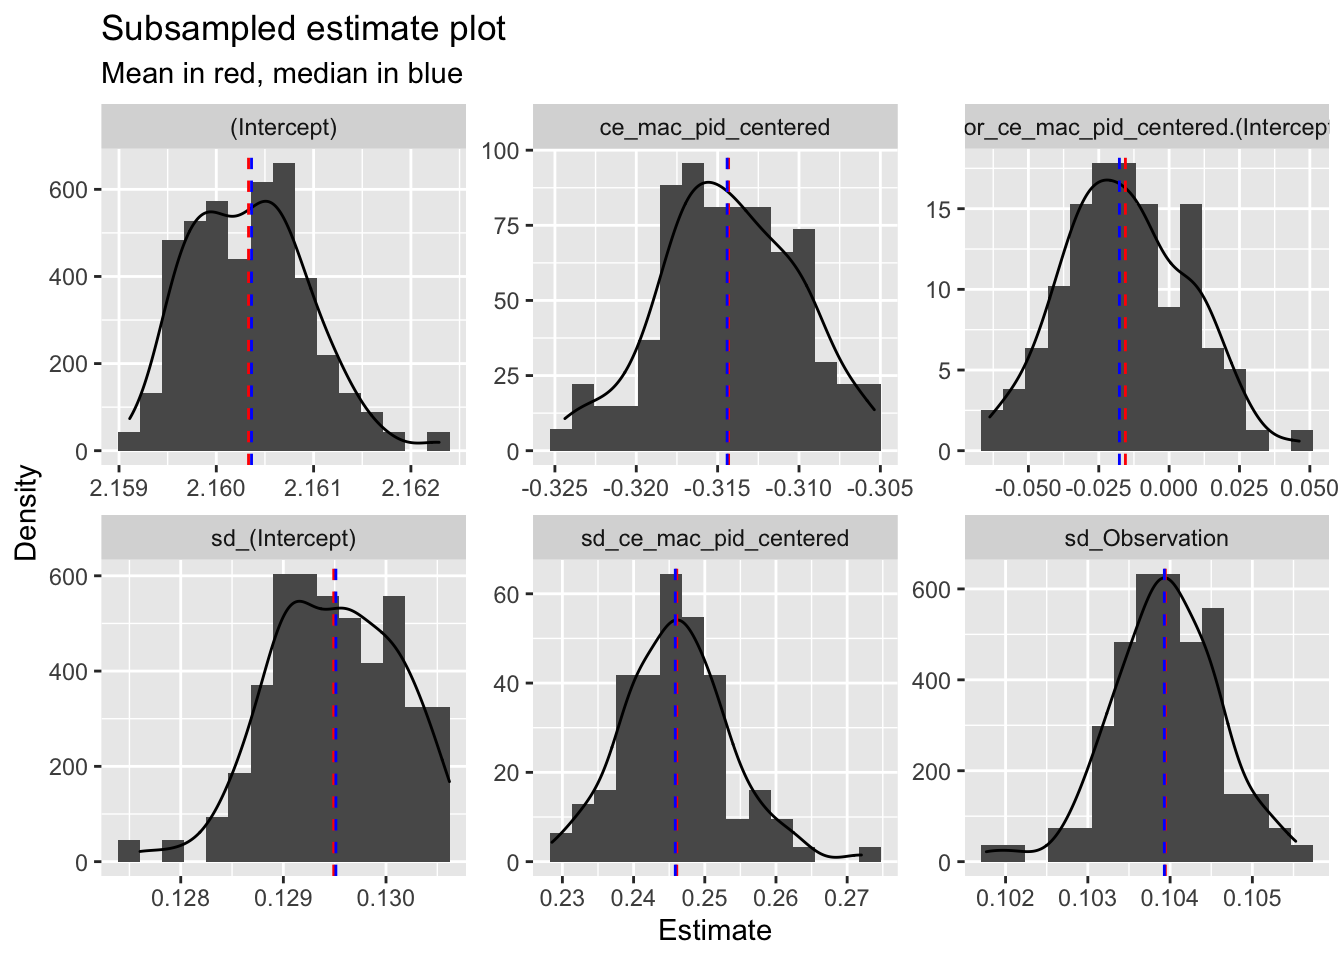 Subsampled estimate plot
Mean in red, median in blue
(Intercept)
ce_mac_pid_centered
or_ce_mac_pid_centered.(Intercept
600
400
200
0
2.159 2.160 2.161 2.162
100
75
50
25
0
-0.325 -0.320 -0.315 -0.310 -0.305
15
10
5
0
-0.050 -0.025 0.000 0.025 0.050
Density
sd_(Intercept)
sd_ce_mac_pid_centered
sd_Observation
600
400
200
0
0.128 0.129 0.130
60
40
20
0
0.23 0.24 0.25 0.26 0.27
600
400
200
0
0.102 0.103 0.104 0.105
Estimate